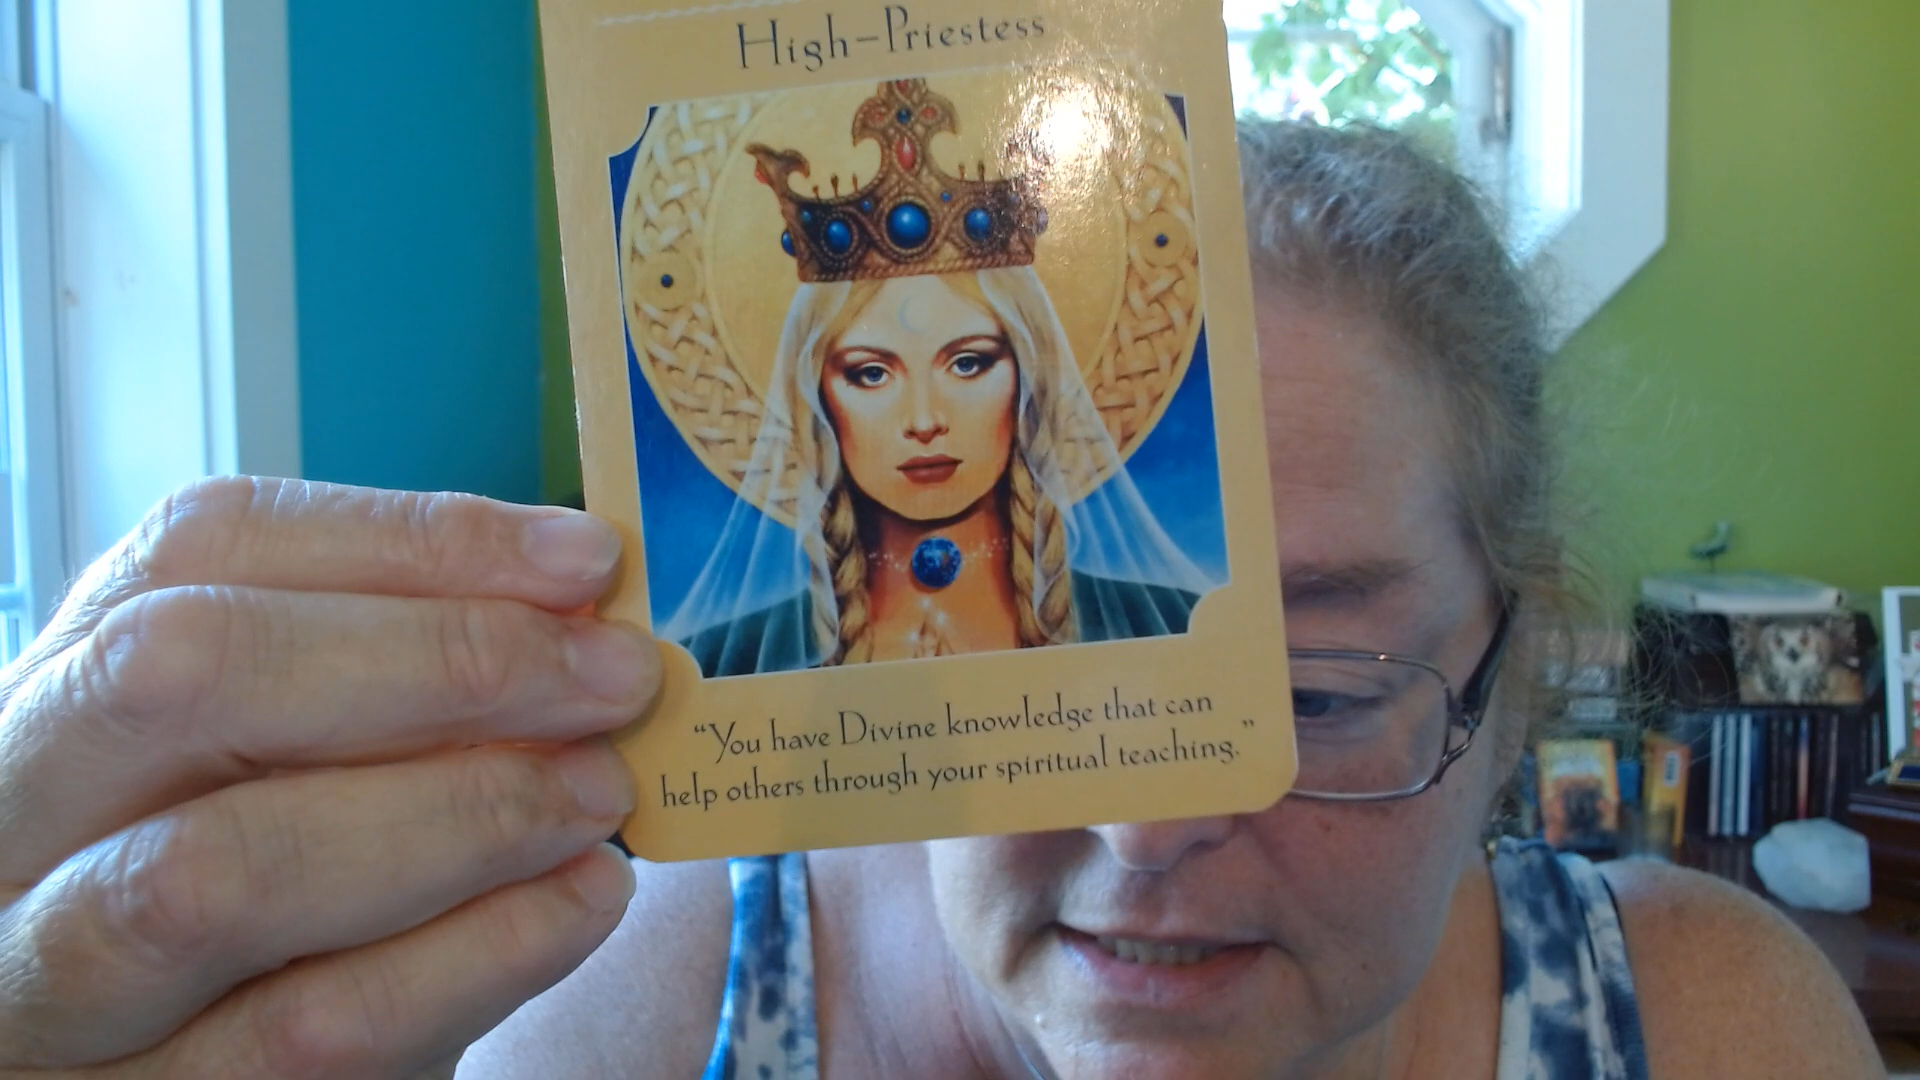 High-Priestess
"You have Divine knowledge that can
help others through your spiritual teaching."